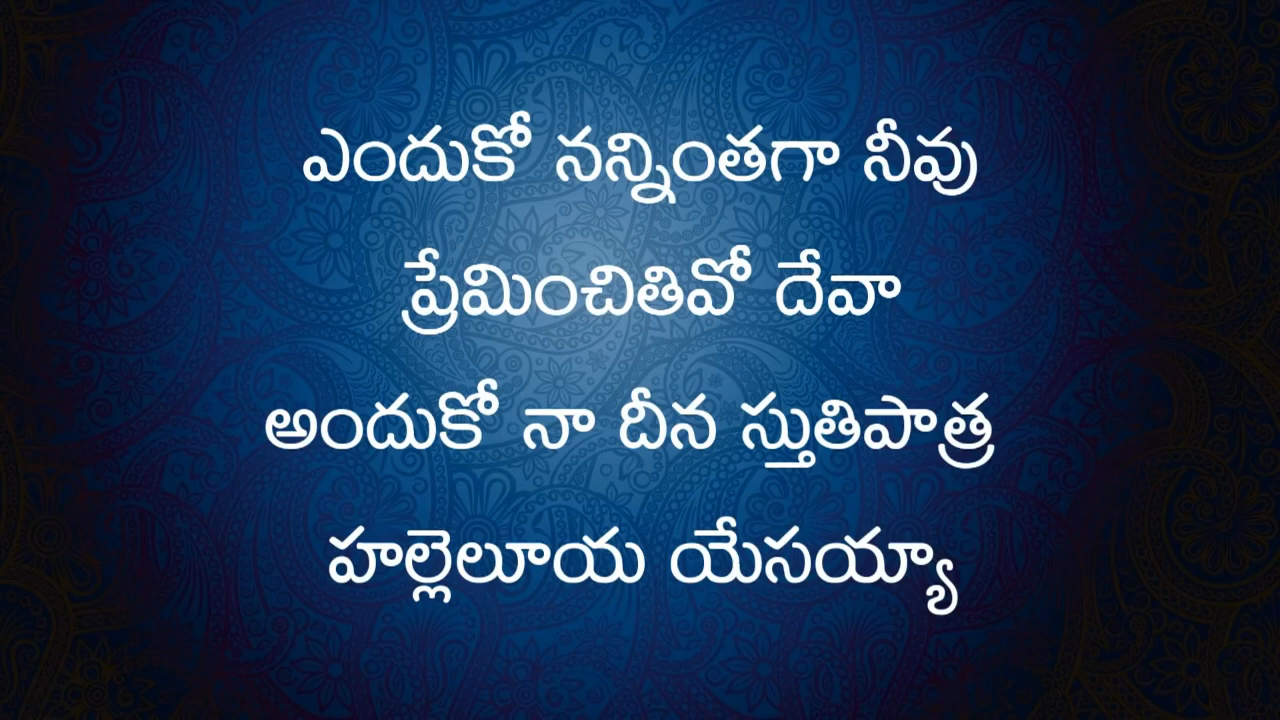 ఎందుకో నన్నింతగా నీవు
ప్రేమించితివో దేవా
అందుకో నా దీన స్తుతిపాత్ర
హల్లెలూయ యేసయ్యా